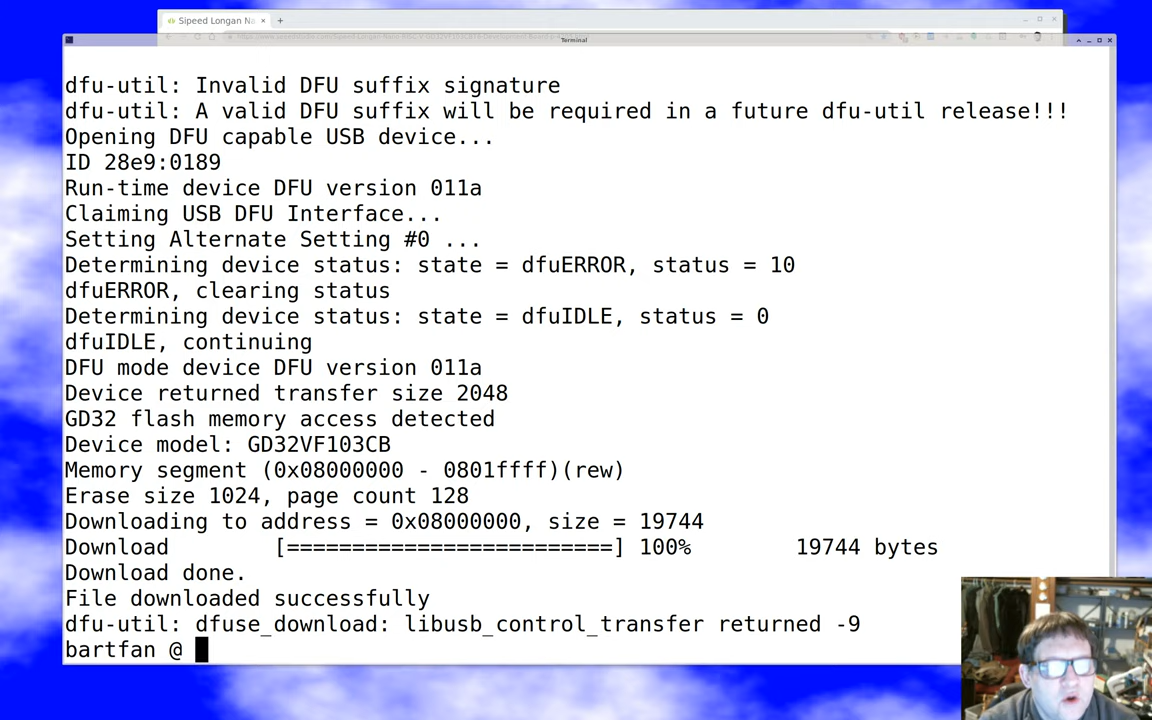 Sipeed Longan Na
Terminal
dfu-util: Invalid DFU suffix signature
dfu-util: A valid DFU suffix will be required in a future dfu-util release!!!
Opening DFU capable USB device...
ID 28e9:0189
Run-time device DFU version 011a
Claiming USB DFU Interface...
Setting Alternate Setting #0 ...
Determining device status: state = dfuERROR, status = 10
dfuERROR, clearing status
Determining device status: state = dfuIDLE, status = 0
dfuIDLE, continuing
DFU mode device DFU version 011a
Device returned transfer size 2048
GD32 flash memory access detected
Device model: GD32VF103CB
Memory segment (0x08000000 - 0801ffff)(rew)
Erase size 1024, page count 128
Downloading to address = 0x08000000, size = 19744
Download [=========================] 100% 19744 bytes
Download done.
File downloaded successfully
dfu-util: dfuse_download: libusb_control_transfer returned -9
bartfan @